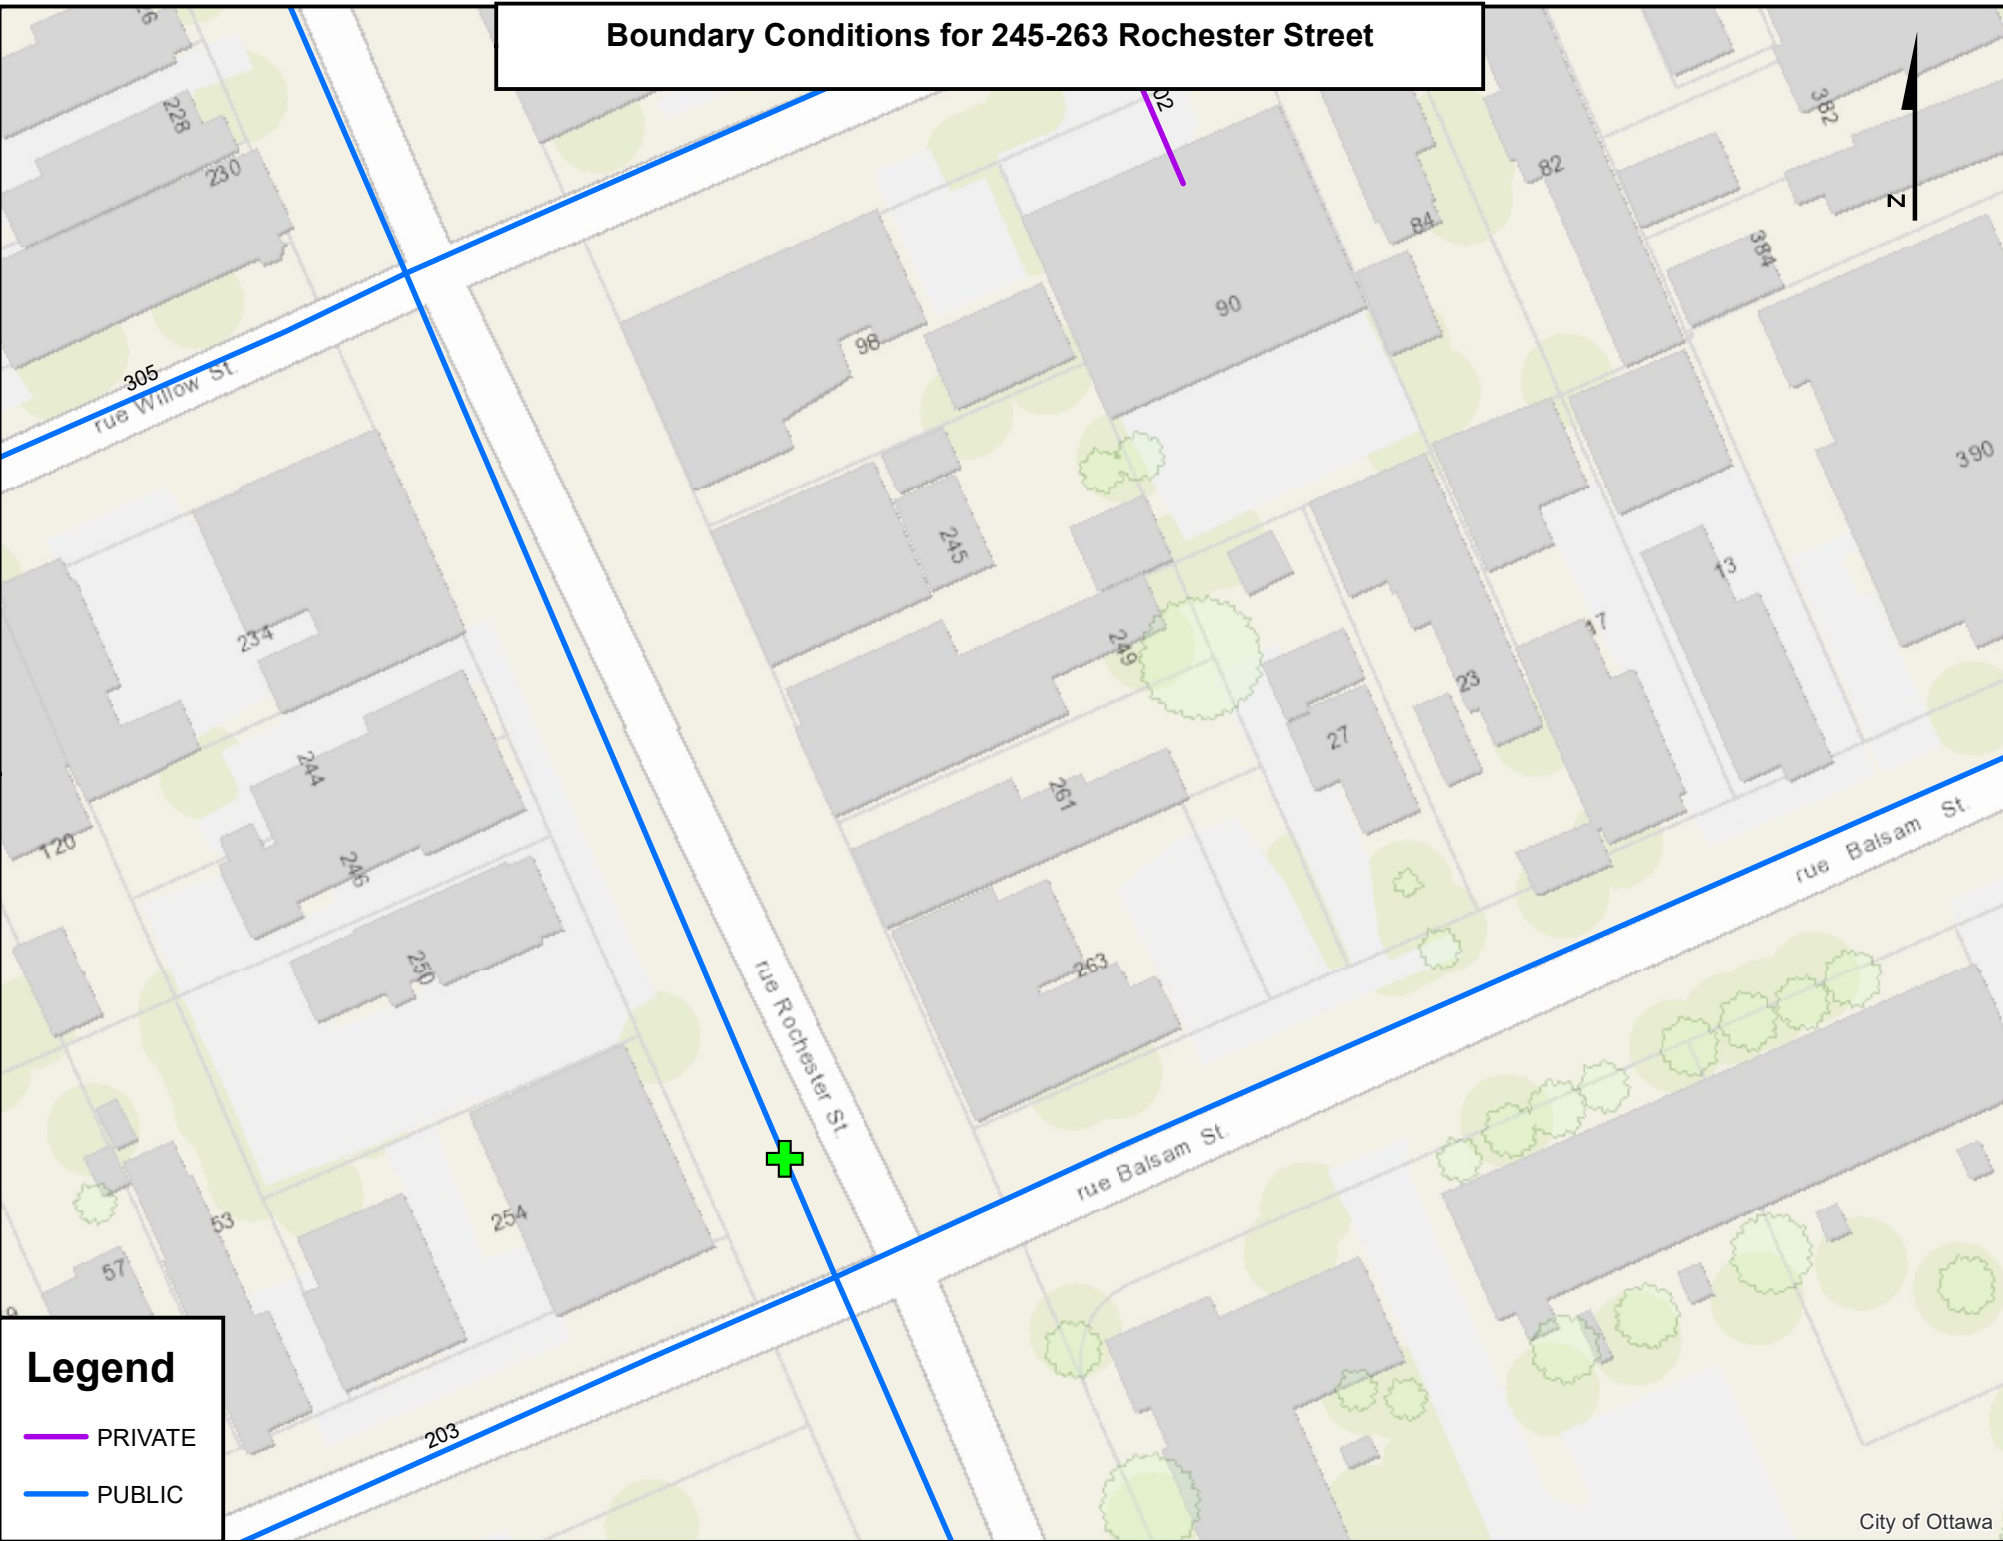 Boundary Conditions for 245-263 Rochester Street
228
230
382
82
84
384
90
98
305
rue Willow St.
390
245
13
234
249
17
23
27
244
261
120
246
rue Balsam St.
250
263
rue Rochester St.
rue Balsam St.
53
254
57
203
N
Legend
PRIVATE
PUBLIC
City of Ottawa